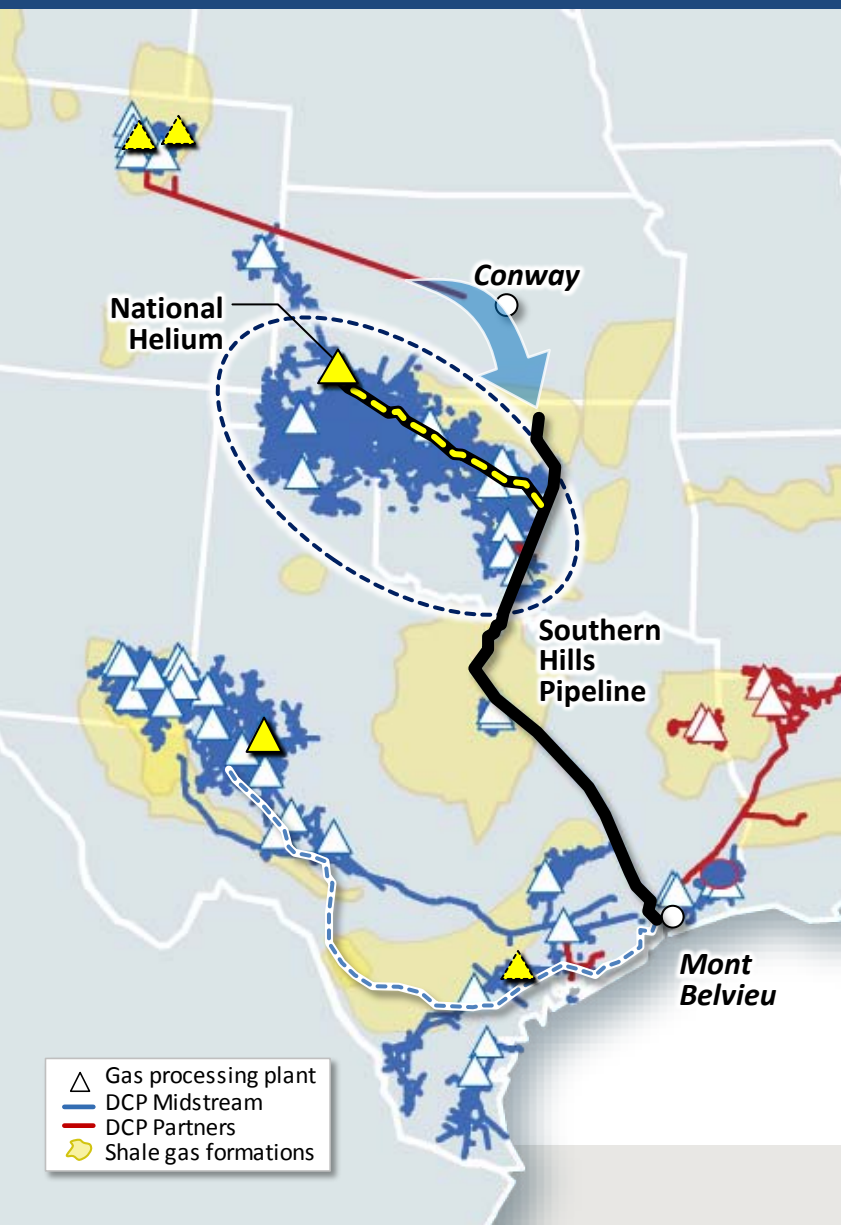 Conway
National
Helium
Southern
Hills
Pipeline
Mont
Belvieu
Gas processing plant
DCP Midstream
DCP Partners
Shale gas formations